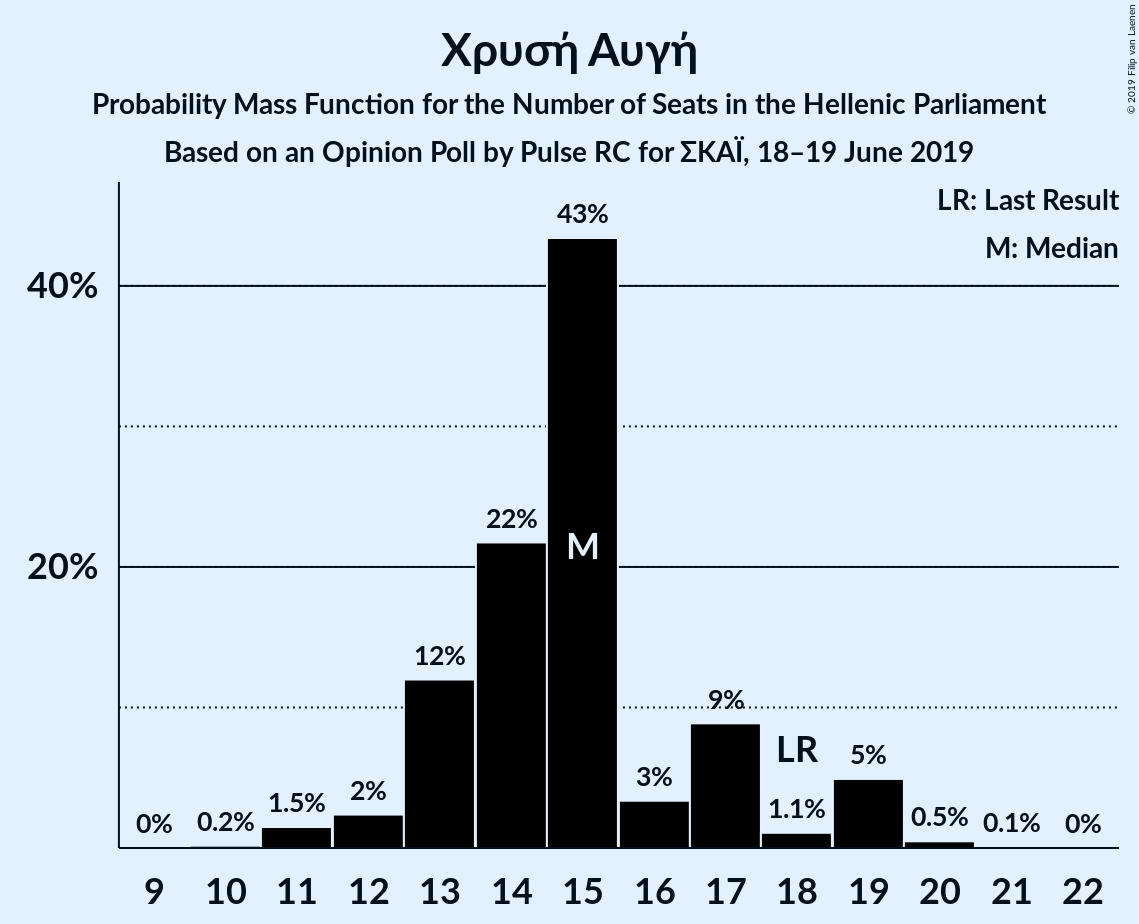 Χρυσή Αυγή
Probability Mass Function for the Number of Seats in the Hellenic Parliament
Based on an Opinion Poll by Pulse RC for ΣΚΑΪ, 18–19 June 2019
© 2019 Filip van Laenen
LR: Last Result
M: Median
43%
40%
22%
M
20%
12%
9%
LR
5%
3%
2%
1.5%
1.1%
0.5%
0% 0.2% 0.1% 0%
9 10 11 12 13 14 15 16 17 18 19 20 21 22